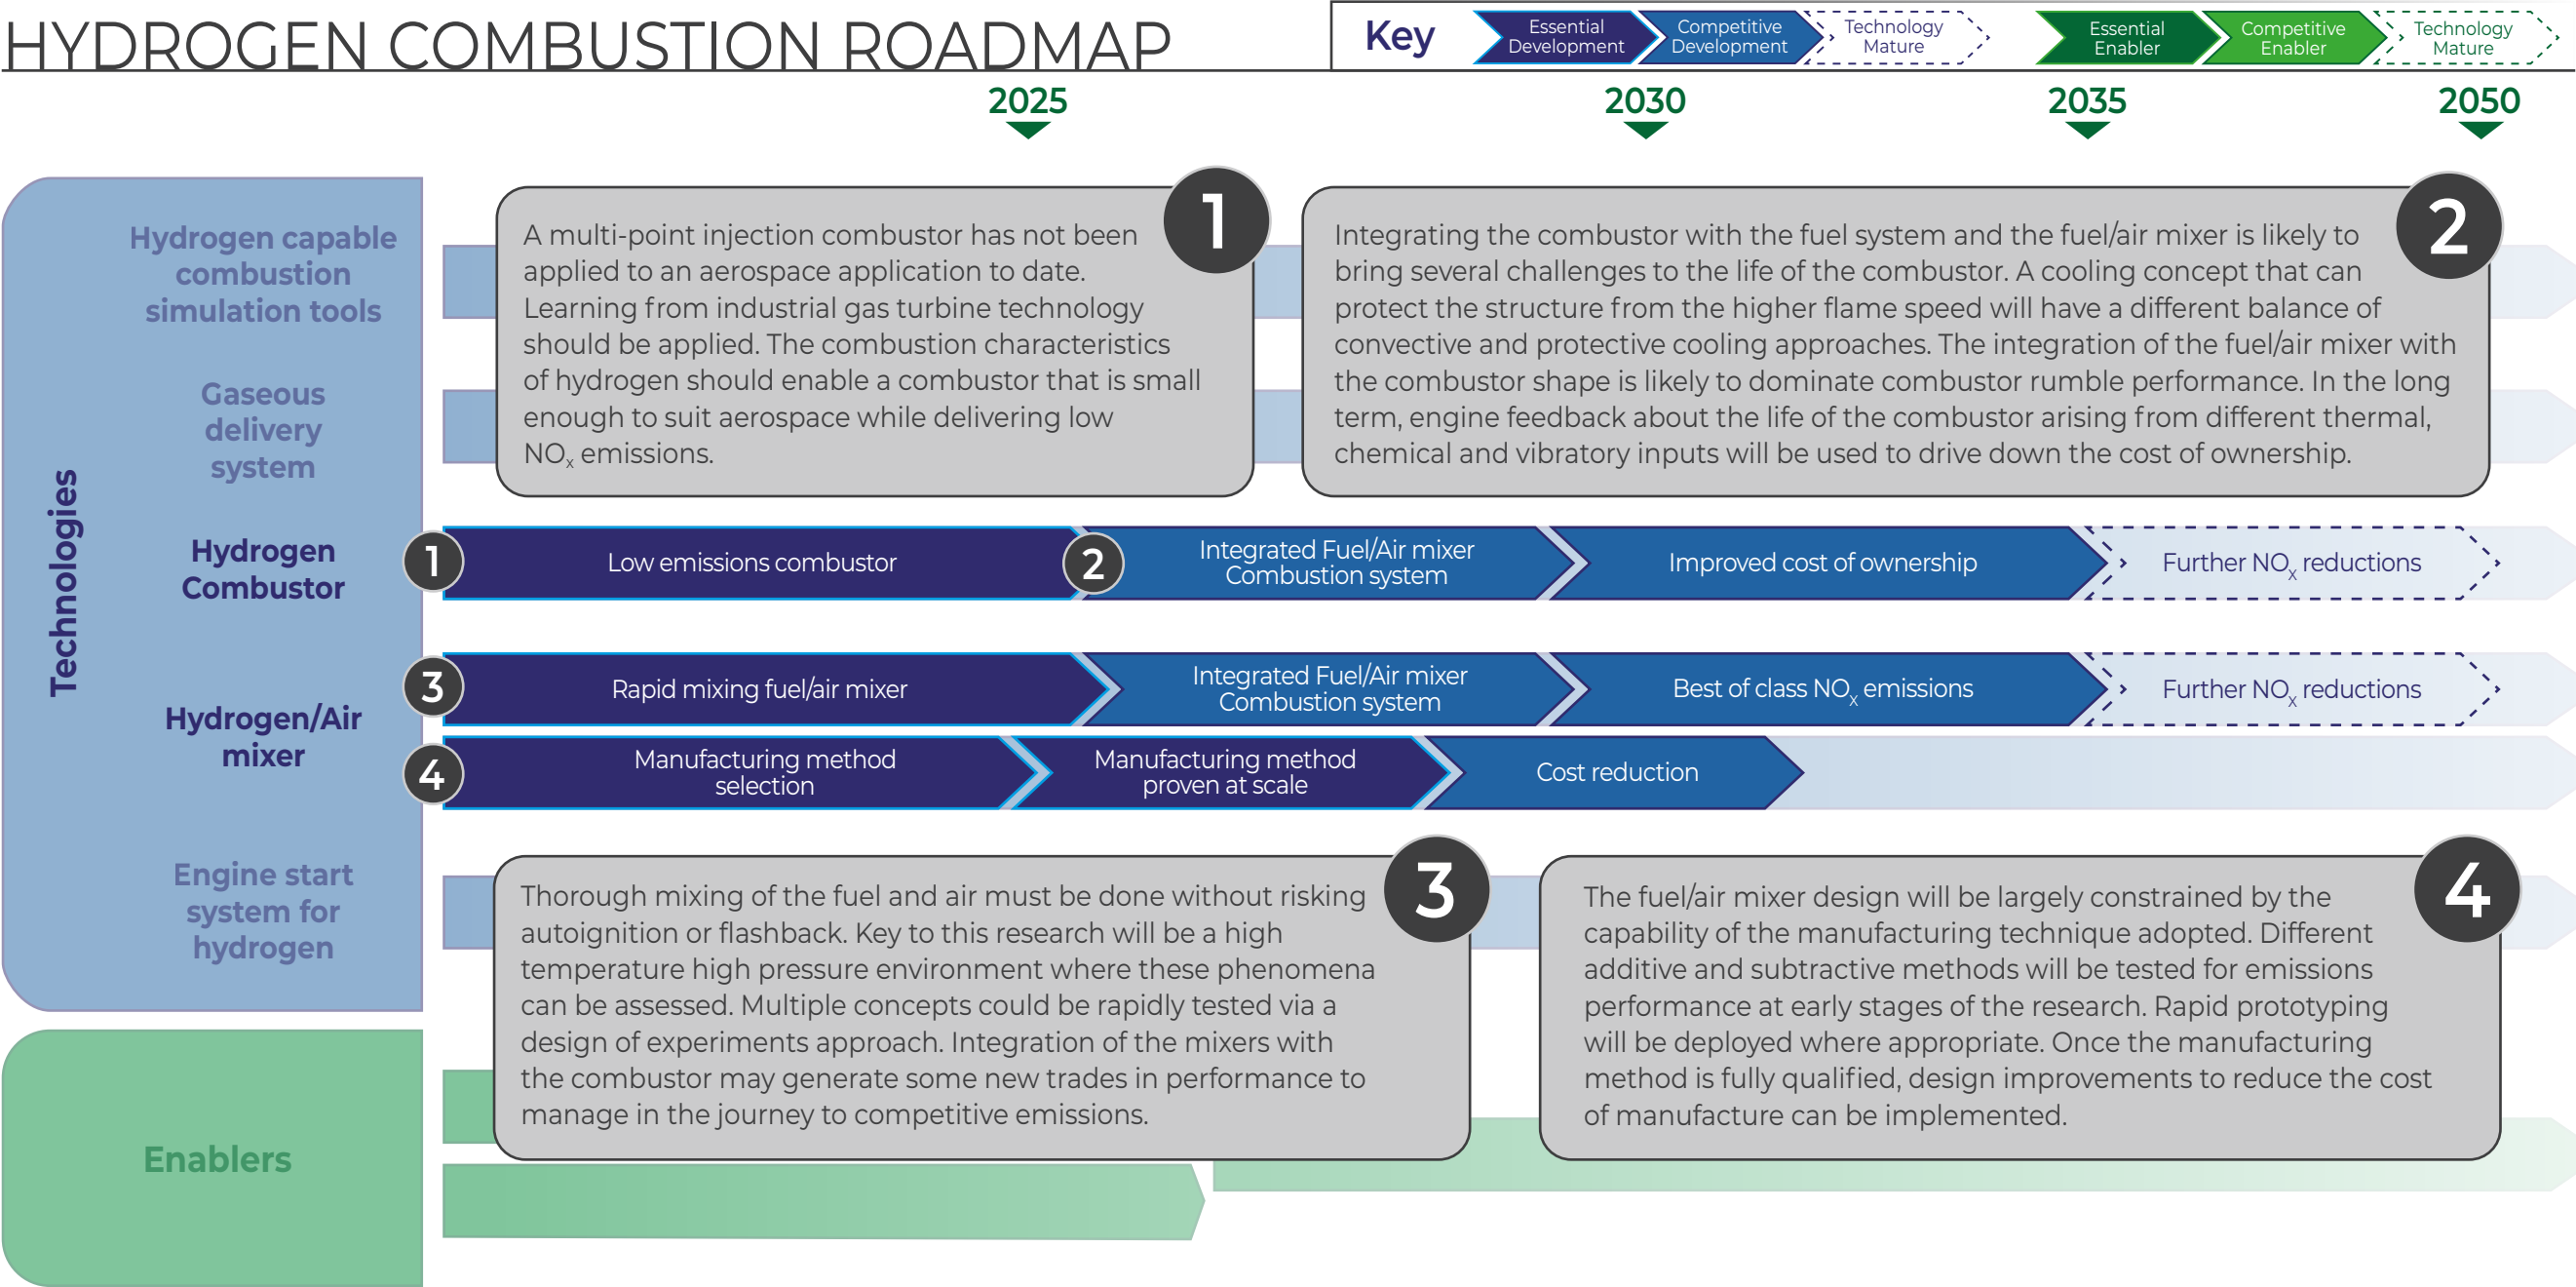 HYDROGEN COMBUSTION ROADMAP
Key
Essential
Development
Competitive
Development
Technology
Mature
Essential
Enabler
Competitive
Enabler
Technology
Mature
2025
2030
2035
2050
Technologies
Hydrogen capable
combustion
simulation tools
Gaseous
delivery
system
1
A multi-point injection combustor has not been
applied to an aerospace application to date.
Learning from industrial gas turbine technology
should be applied. The combustion characteristics
of hydrogen should enable a combustor that is small
enough to suit aerospace while delivering low
NOx emissions.
2
Integrating the combustor with the fuel system and the fuel/air mixer is likely to
bring several challenges to the life of the combustor. A cooling concept that can
protect the structure from the higher flame speed will have a different balance of
convective and protective cooling approaches. The integration of the fuel/air mixer with
the combustor shape is likely to dominate combustor rumble performance. In the long
term, engine feedback about the life of the combustor arising from different thermal,
chemical and vibratory inputs will be used to drive down the cost of ownership.
Hydrogen
Combustor
1
Low emissions combustor
2
Integrated Fuel/Air mixer
Combustion system
Improved cost of ownership
Further NOx reductions
Hydrogen/Air
mixer
3
Rapid mixing fuel/air mixer
Integrated Fuel/Air mixer
Combustion system
Best of class NOx emissions
Further NOx reductions
4
Manufacturing method
selection
Manufacturing method
proven at scale
Cost reduction
Engine start
system for
hydrogen
3
Thorough mixing of the fuel and air must be done without risking
autoignition or flashback. Key to this research will be a high
temperature high pressure environment where these phenomena
can be assessed. Multiple concepts could be rapidly tested via a
design of experiments approach. Integration of the mixers with
the combustor may generate some new trades in performance to
manage in the journey to competitive emissions.
4
The fuel/air mixer design will be largely constrained by the
capability of the manufacturing technique adopted. Different
additive and subtractive methods will be tested for emissions
performance at early stages of the research. Rapid prototyping
will be deployed where appropriate. Once the manufacturing
method is fully qualified, design improvements to reduce the cost
of manufacture can be implemented.
Enablers